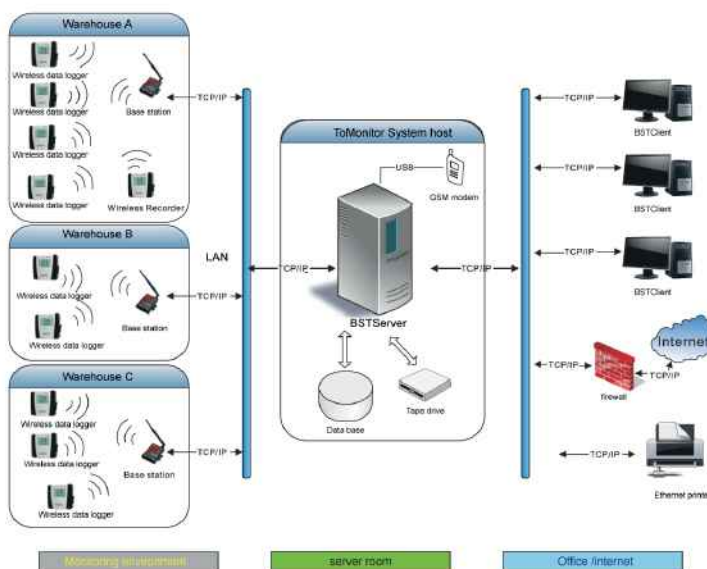 Warehouse A
Wireless data logger
Wireless data logger
Wireless data logger
Wireless data logger
Base station
Wireless Recorder
TCP/IP
Warehouse B
Wireless data logger
Wireless data logger
Base station
TCP/IP
Warehouse C
Wireless data logger
Wireless data logger
Wireless data logger
Base station
TCP/IP
LAN
TCP/IP
ToMonitor System host
USB
GSM modem
BSTServer
Data base
Tape drive
TCP/IP
TCP/IP
BSTClient
TCP/IP
BSTClient
TCP/IP
BSTClient
TCP/IP
firewall
TCP/IP
Internet
TCP/IP
Ethernet printer
Monitoring environment
server room
Office /internet